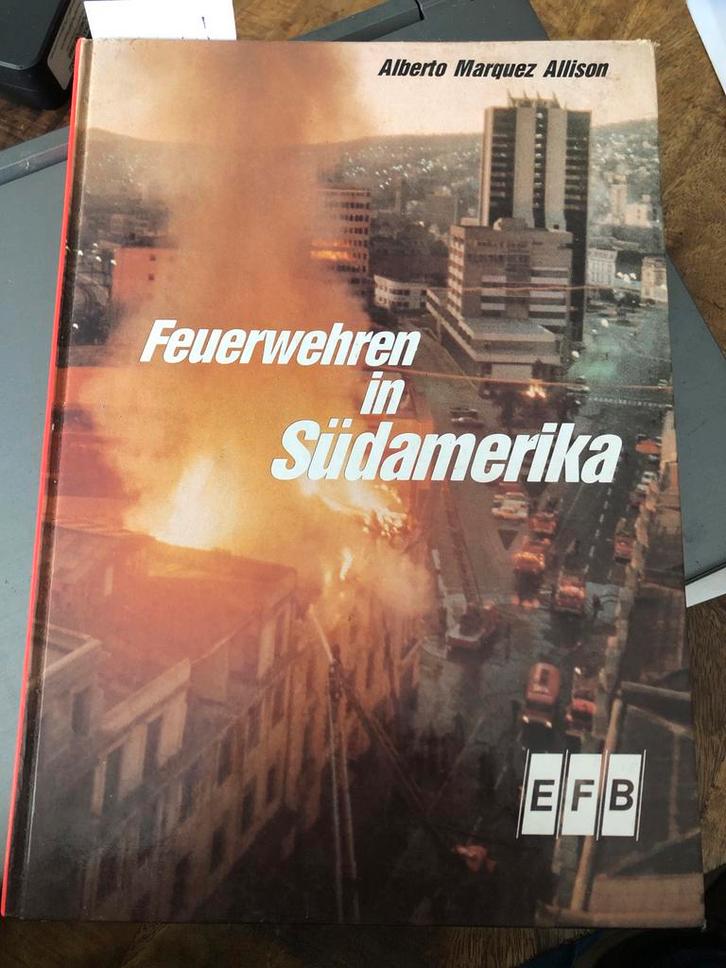 Alberto Marquez Allison
Feuerwehren
in
Südamerika
EFB